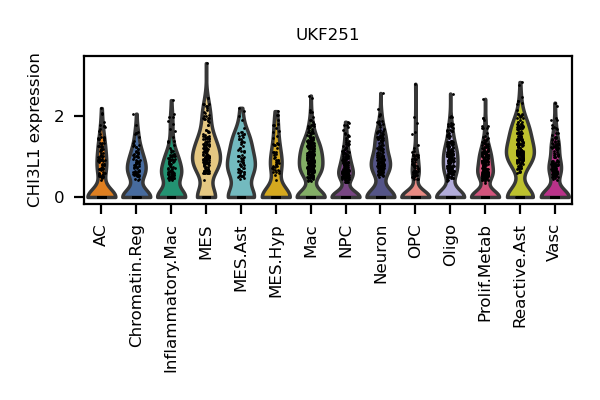 UKF251
CHI3L1 expression
2
0
AC
Chromatin.Reg
Inflammatory.Mac
MES
MES.Ast
MES.Hyp
Mac
NPC
Neuron
OPC
Oligo
Prolif.Metab
Reactive.Ast
Vasc